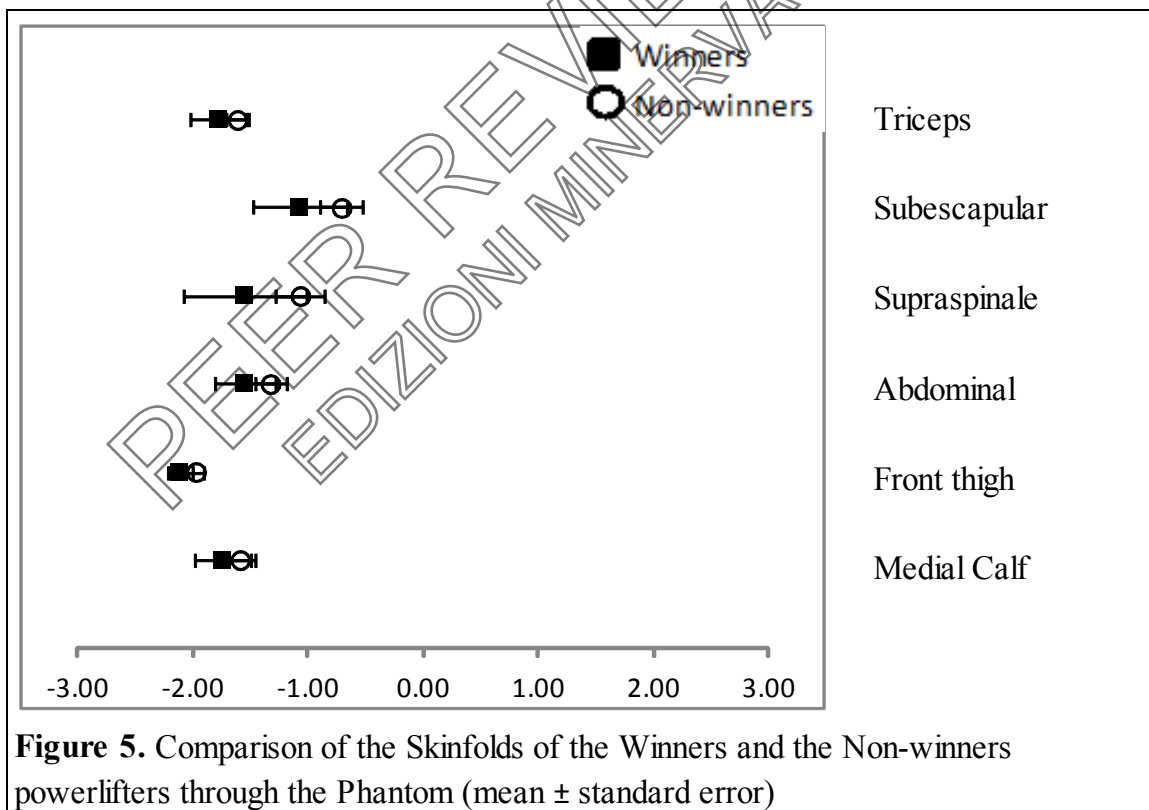 PEER REVIEW
EDIZIONI MINERVA
Winners
Non-winners
Triceps
Subescapular
Supraspinale
Abdominal
Front thigh
Medial Calf
-3.00 -2.00 -1.00 0.00 1.00 2.00 3.00
Figure 5. Comparison of the Skinfolds of the Winners and the Non-winners
powerlifters through the Phantom (mean ± standard error)